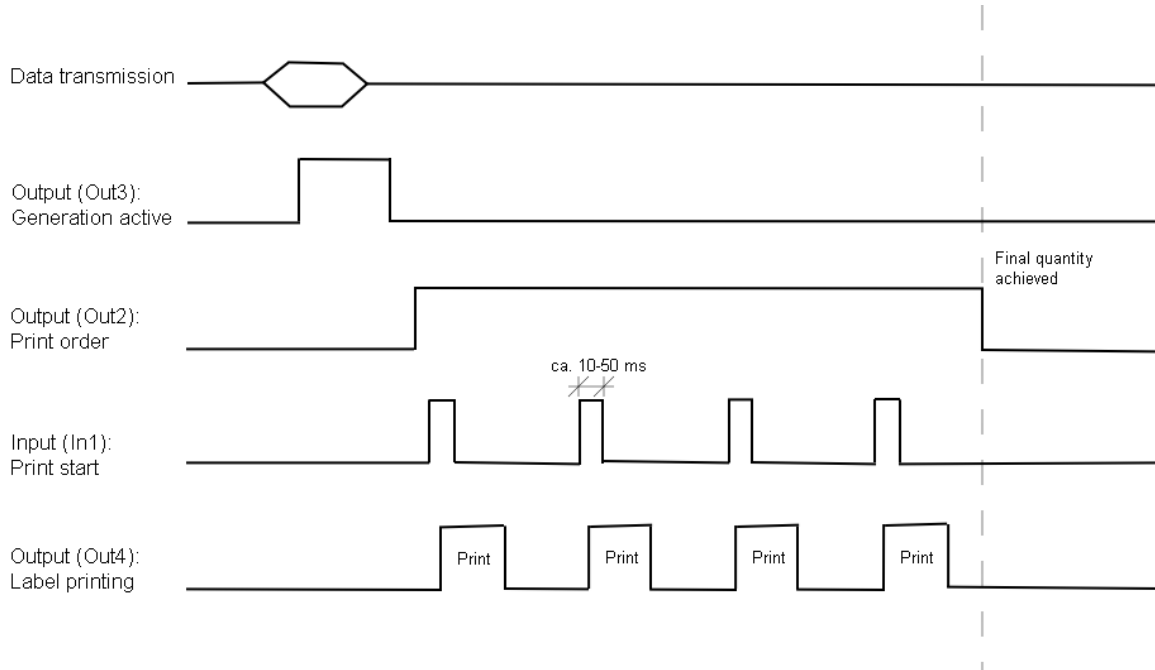 Data transmission
Output (Out3):
Generation active
Final quantity
achieved
Output (Out2):
Print order
ca. 10-50 ms
Input (In1):
Print start
Output (Out4):
Label printing
Print
Print
Print
Print